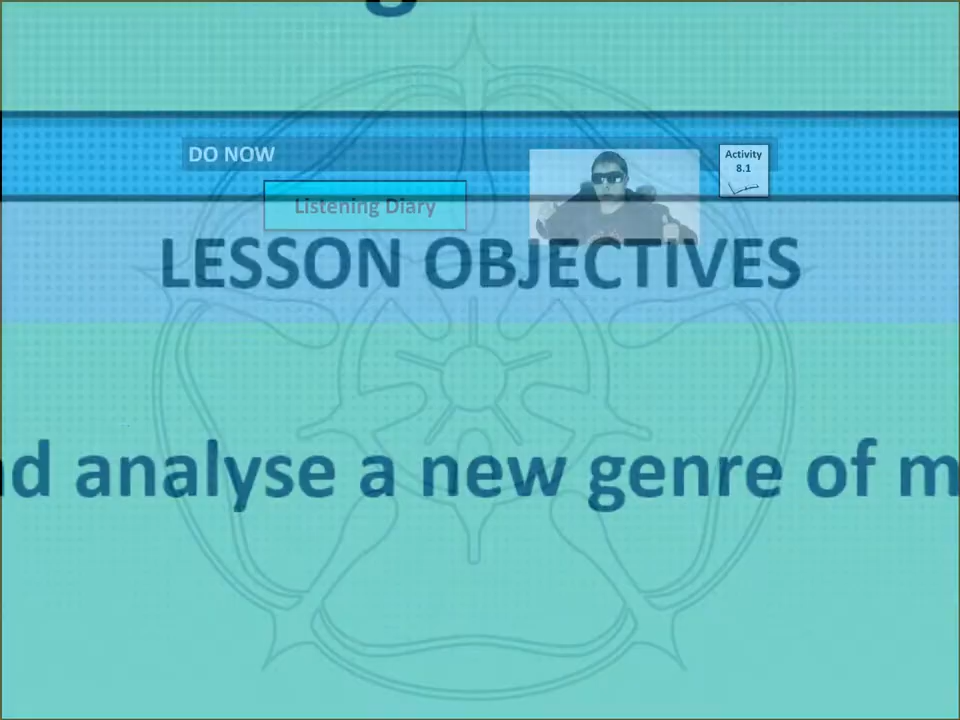 DO NOW
Activity
8.1
Listening Diary
LESSON OBJECTIVES
analyse a new genre of